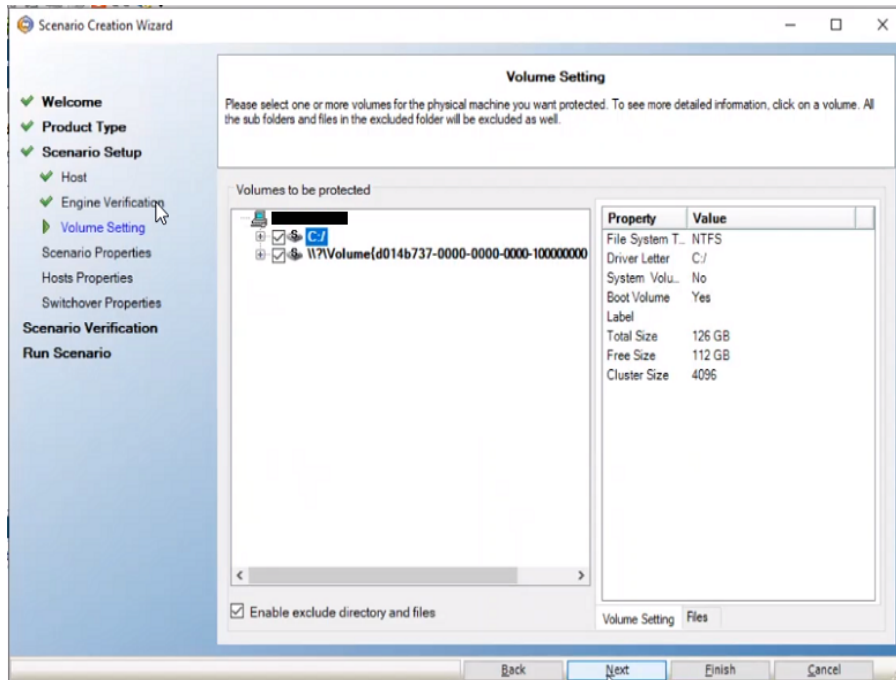 Scenario Creation Wizard
Welcome
Product Type
Scenario Setup
Host
Engine Verification
Volume Setting
Scenario Properties
Hosts Properties
Switchover Properties
Scenario Verification
Run Scenario
Volume Setting
Please select one or more volumes for the physical machine you want protected. To see more detailed information, click on a volume. All
the sub folders and files in the excluded folder will be excluded as well.
Volumes to be protected
C:/
\\?\Volume{d014b737-0000-0000-0000-100000000
Enable exclude directory and files
Property Value
File System T... NTFS
Driver Letter C:/
System Volu... No
Boot Volume Yes
Label
Total Size 126 GB
Free Size 112 GB
Cluster Size 4096
Volume Setting Files
Back Next Finish Cancel